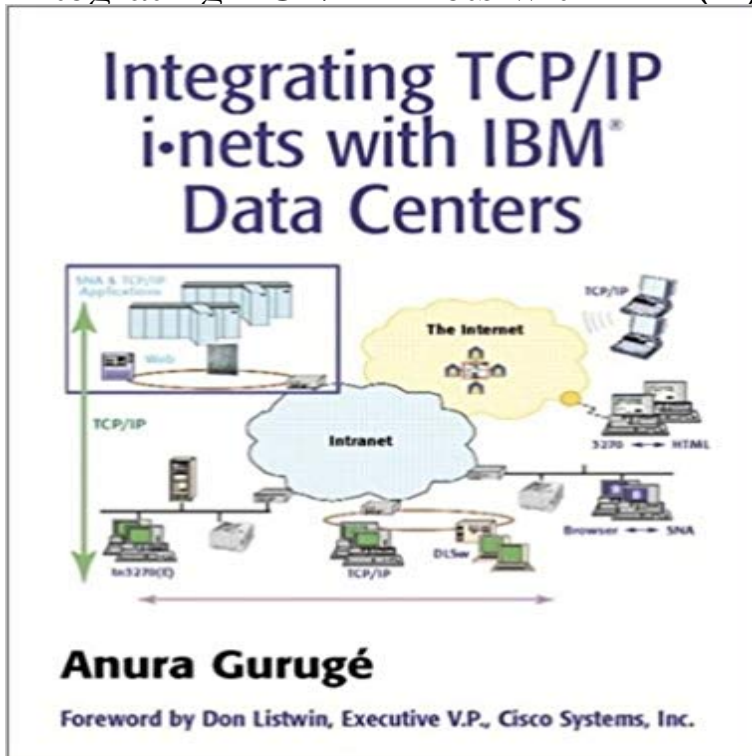 Integrating TCP/IP
i•nets with IBM®
Data Centers
SNA & TCP/IP
Applications
Web
TCP/IP
The Internet
TCP/IP
Intranet
3270 ↔ HTML
Browser ↔ SNA
tn3270(E)
TCP/IP
DLSw
Anura Gurugé
Foreword by Don Listwin, Executive V.P., Cisco Systems, Inc.